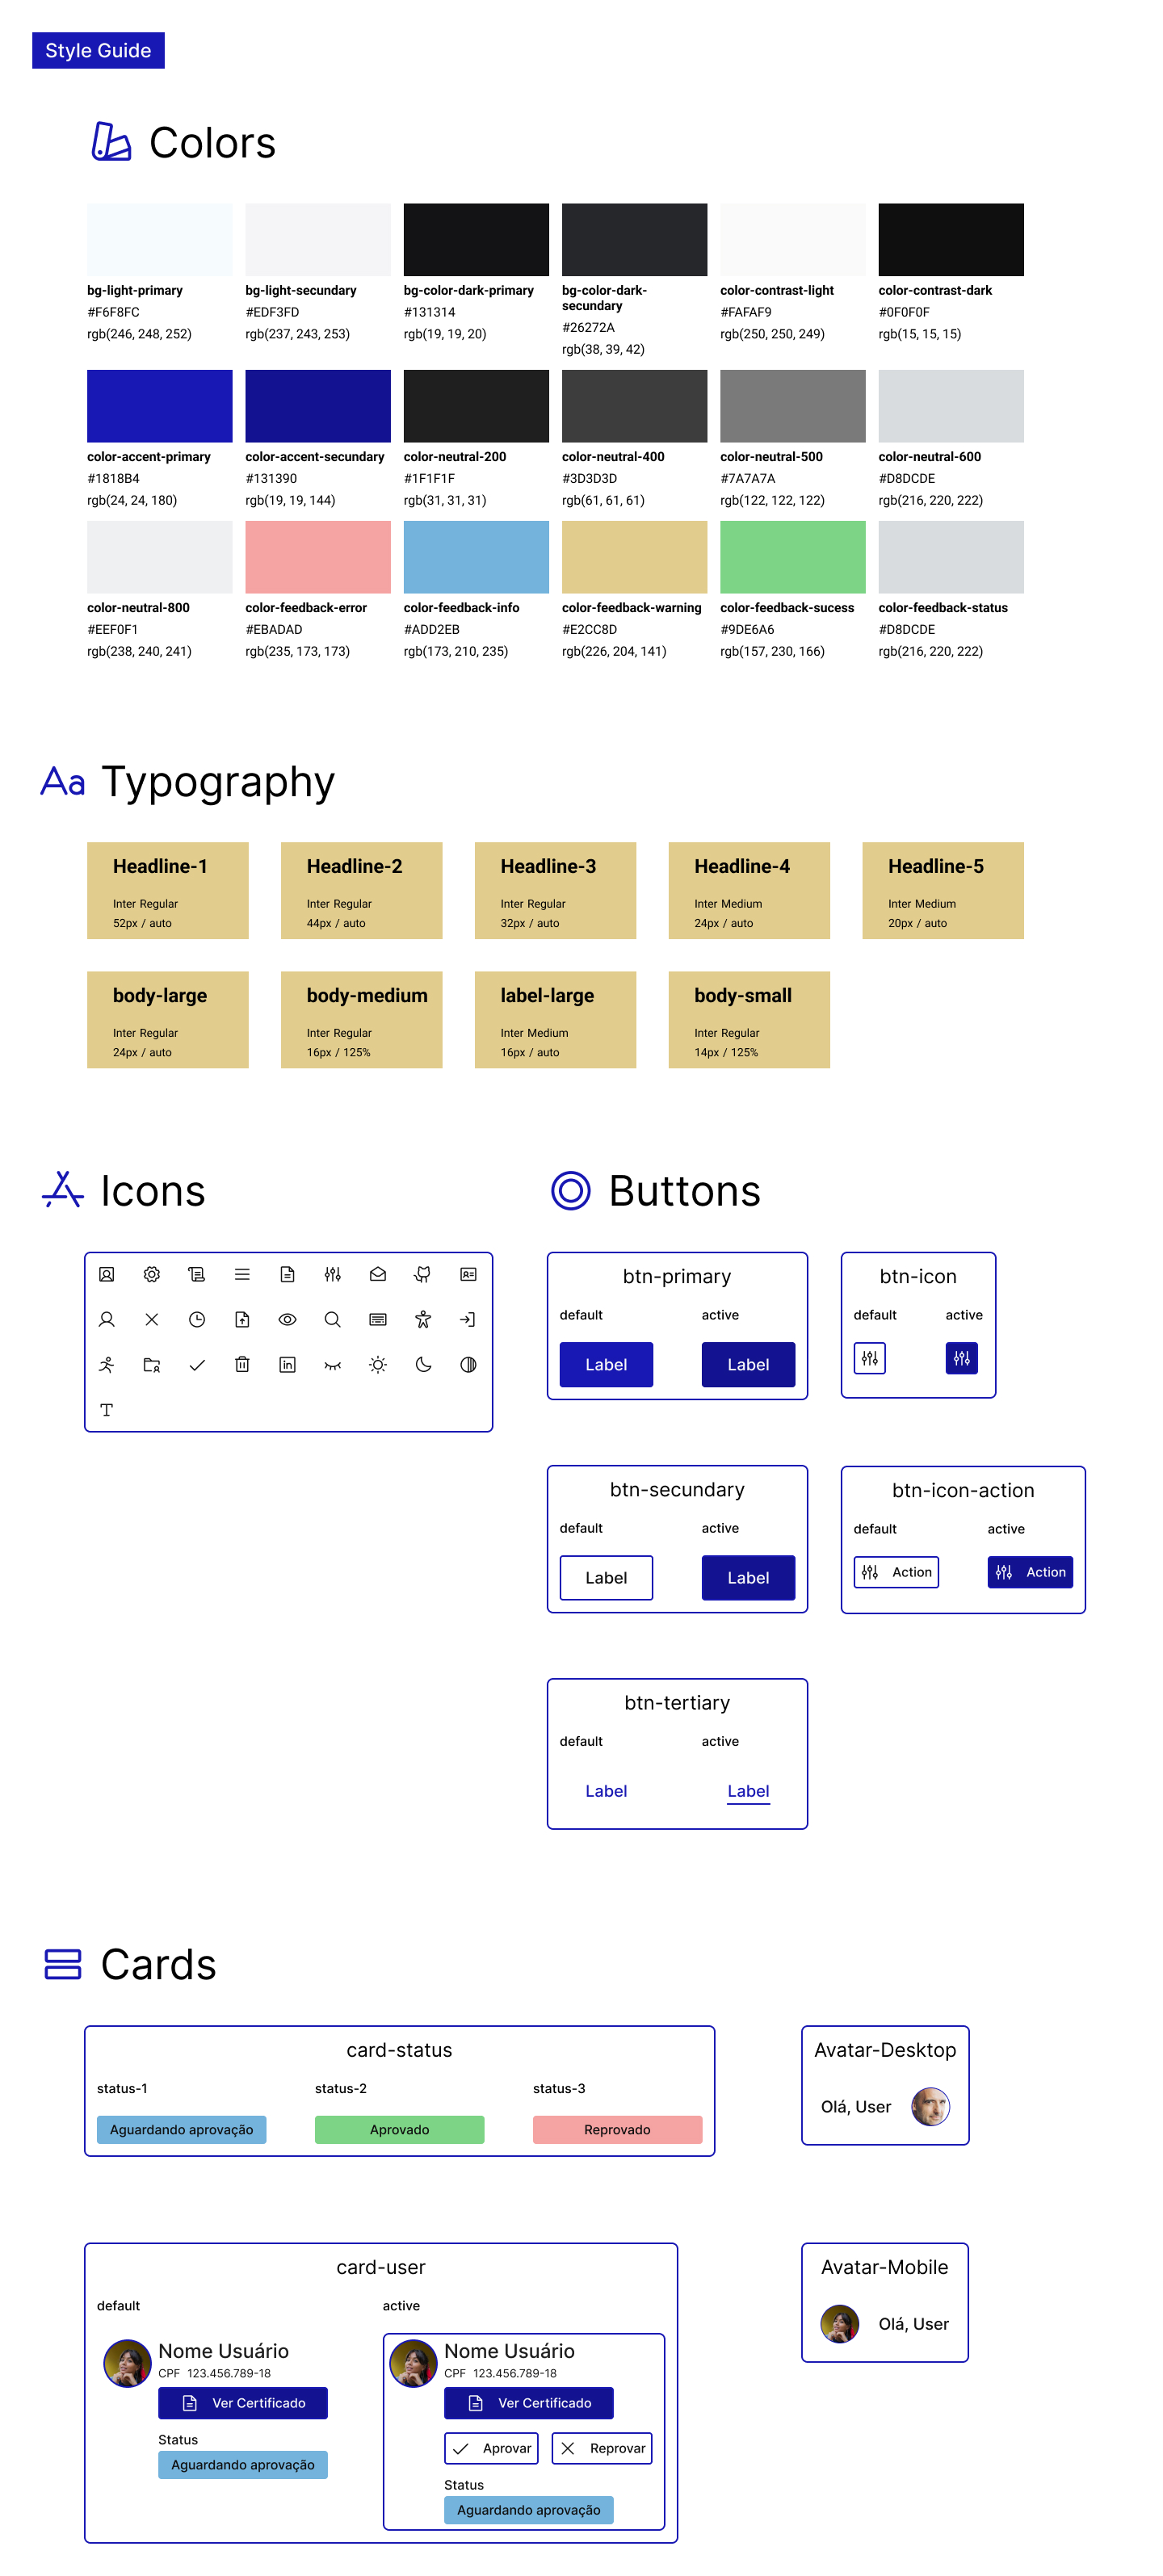 Style Guide
Colors
bg-light-primary
#F6F8FC
rgb(246, 248, 252)
bg-light-secundary
#EDF3FD
rgb(237, 243, 253)
bg-color-dark-primary
#131314
rgb(19, 19, 20)
bg-color-dark-
secundary
#26272A
rgb(38, 39, 42)
color-contrast-light
#FAFAF9
rgb(250, 250, 249)
color-contrast-dark
#0F0F0F
rgb(15, 15, 15)
color-accent-primary
#1818B4
rgb(24, 24, 180)
color-accent-secundary
#131390
rgb(19, 19, 144)
color-neutral-200
#1F1F1F
rgb(31, 31, 31)
color-neutral-400
#3D3D3D
rgb(61, 61, 61)
color-neutral-500
#7A7A7A
rgb(122, 122, 122)
color-neutral-600
#D8DCDE
rgb(216, 220, 222)
color-neutral-800
#EEF0F1
rgb(238, 240, 241)
color-feedback-error
#EBADAD
rgb(235, 173, 173)
color-feedback-info
#ADD2EB
rgb(173, 210, 235)
color-feedback-warning
#E2CC8D
rgb(226, 204, 141)
color-feedback-sucess
#9DE6A6
rgb(157, 230, 166)
color-feedback-status
#D8DCDE
rgb(216, 220, 222)
Aa Typography
Headline-1
Inter Regular
52px / auto
Headline-2
Inter Regular
44px / auto
Headline-3
Inter Regular
32px / auto
Headline-4
Inter Medium
24px / auto
Headline-5
Inter Medium
20px / auto
body-large
Inter Regular
24px / auto
body-medium
Inter Regular
16px / 125%
label-large
Inter Medium
16px / auto
body-small
Inter Regular
14px / 125%
Icons
in
T
Buttons
btn-primary
default active
Label Label
btn-icon
default active
btn-secundary
default active
Label Label
btn-icon-action
default active
Action Action
btn-tertiary
default active
Label Label
Cards
card-status
status-1 status-2 status-3
Aguardando aprovação Aprovado Reprovado
Avatar-Desktop
Olá, User
card-user
default
Nome Usuário
CPF 123.456.789-18
Ver Certificado
Status
Aguardando aprovação
active
Nome Usuário
CPF 123.456.789-18
Ver Certificado
Aprovar Reprovar
Status
Aguardando aprovação
Avatar-Mobile
Olá, User